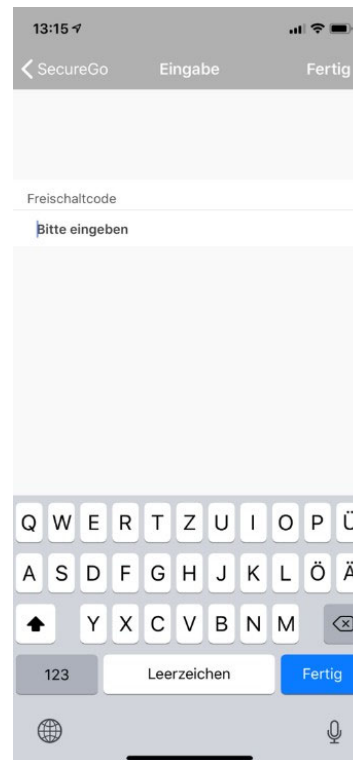 13:15
SecureGo Eingabe Fertig
Freischaltcode
Bitte eingeben
Q W E R T Z U I O P Ü
A S D F G H J K L Ö Ä
Y X C V B N M
123 Leerzeichen Fertig